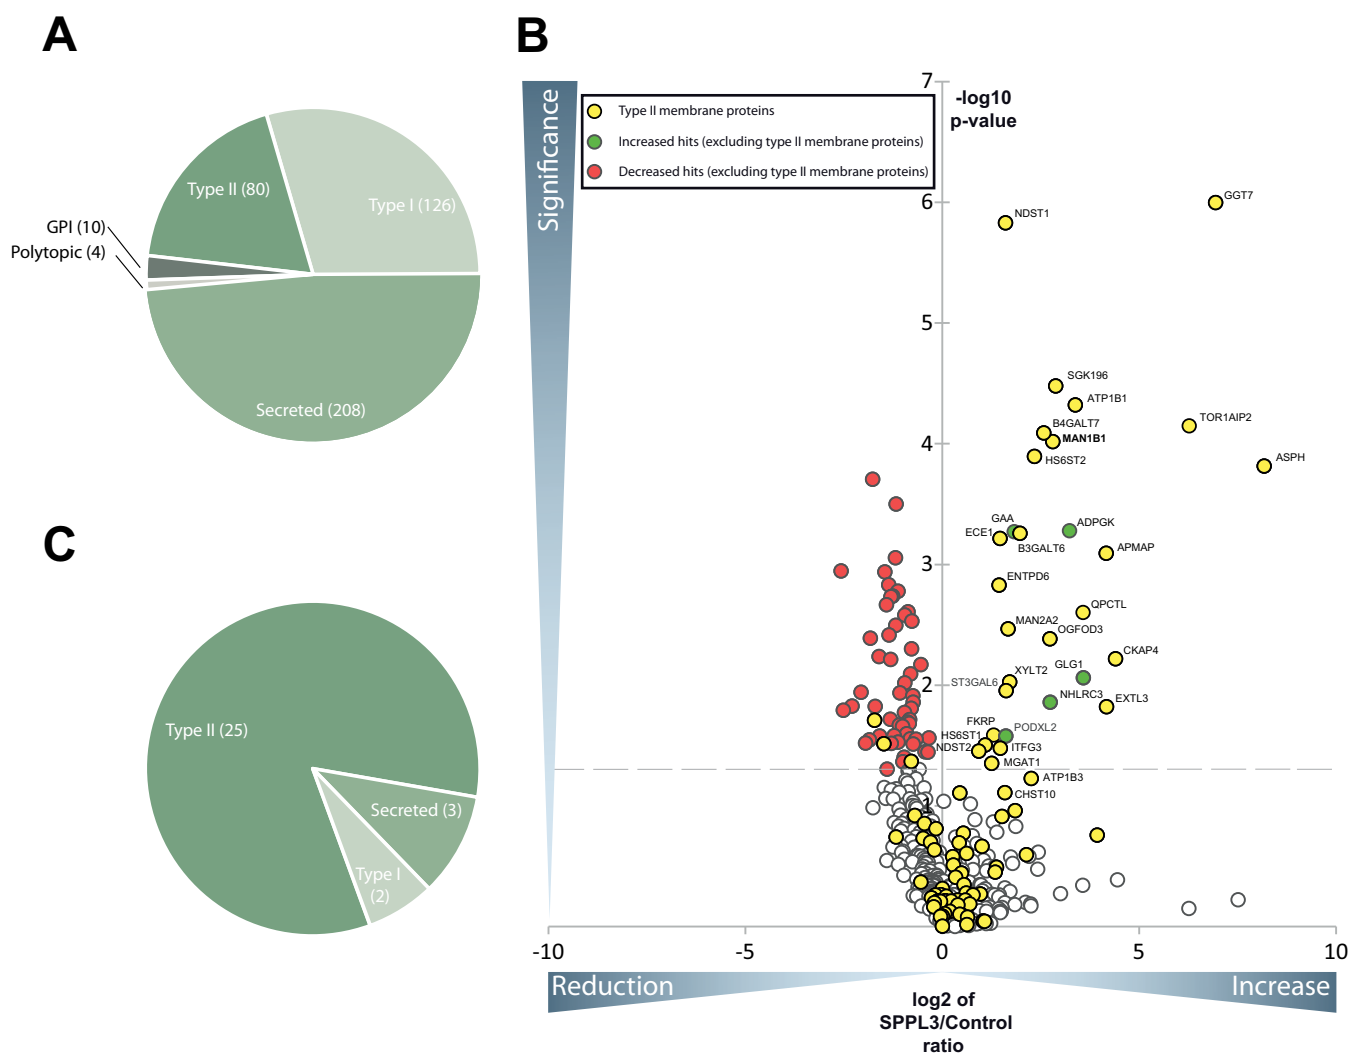 A
Type II (80)
Type I (126)
GPI (10)
Polytopic (4)
Secreted (208)
B
Significance
7
-log10
p-value
Type II membrane proteins
Increased hits (excluding type II membrane proteins)
Decreased hits (excluding type II membrane proteins)
6
NDST1
GGT7
5
SGK196
ATP1B1
TOR1AIP2
B4GALT7
MAN1B1
4
HS6ST2
ASPH
GAA
ADPGK
ECE1
B3GALT6
APMAP
3
ENTPD6
QPCTL
MAN2A2
OGFOD3
CKAP4
GLG1
XYLT2
ST3GAL6
2
NHLRC3
EXTL3
FKRP
PODXL2
HS6ST1
NDST2
ITFG3
MGAT1
ATP1B3
CHST10
1
-10
-5
0
5
10
Reduction
Increase
log2 of
SPPL3/Control
ratio
C
Type II (25)
Secreted (3)
Type I
(2)